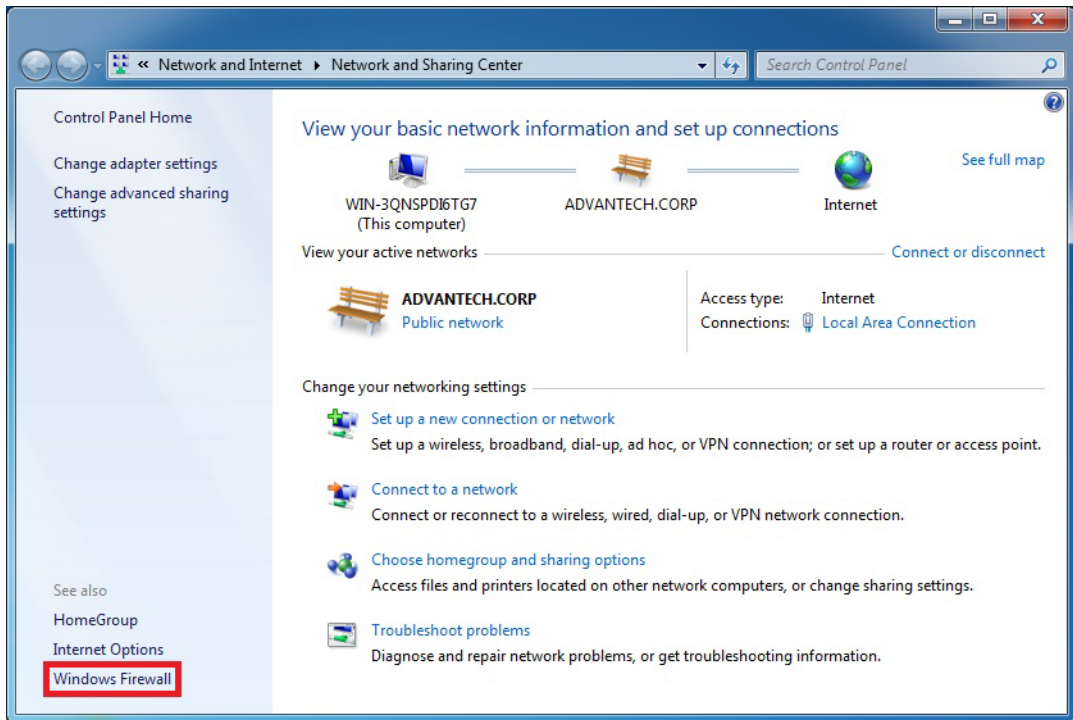 « Network and Internet ▸ Network and Sharing Center
Search Control Panel
Control Panel Home
Change adapter settings
Change advanced sharing
settings
See also
HomeGroup
Internet Options
Windows Firewall
View your basic network information and set up connections
See full map
WIN-3QNSPDI6TG7
(This computer)
ADVANTECH.CORP
Internet
View your active networks
Connect or disconnect
ADVANTECH.CORP
Public network
Access type: Internet
Connections: Local Area Connection
Change your networking settings
Set up a new connection or network
Set up a wireless, broadband, dial-up, ad hoc, or VPN connection; or set up a router or access point.
Connect to a network
Connect or reconnect to a wireless, wired, dial-up, or VPN network connection.
Choose homegroup and sharing options
Access files and printers located on other network computers, or change sharing settings.
Troubleshoot problems
Diagnose and repair network problems, or get troubleshooting information.